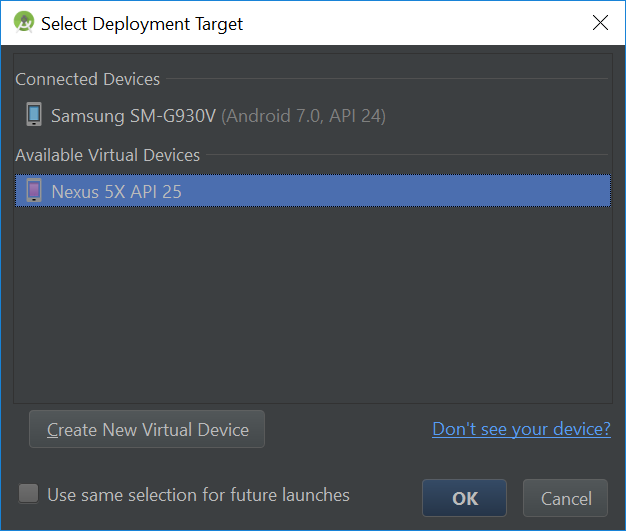 Select Deployment Target
Connected Devices
Samsung SM-G930V (Android 7.0, API 24)
Available Virtual Devices
Nexus 5X API 25
Create New Virtual Device
Don't see your device?
Use same selection for future launches
OK
Cancel